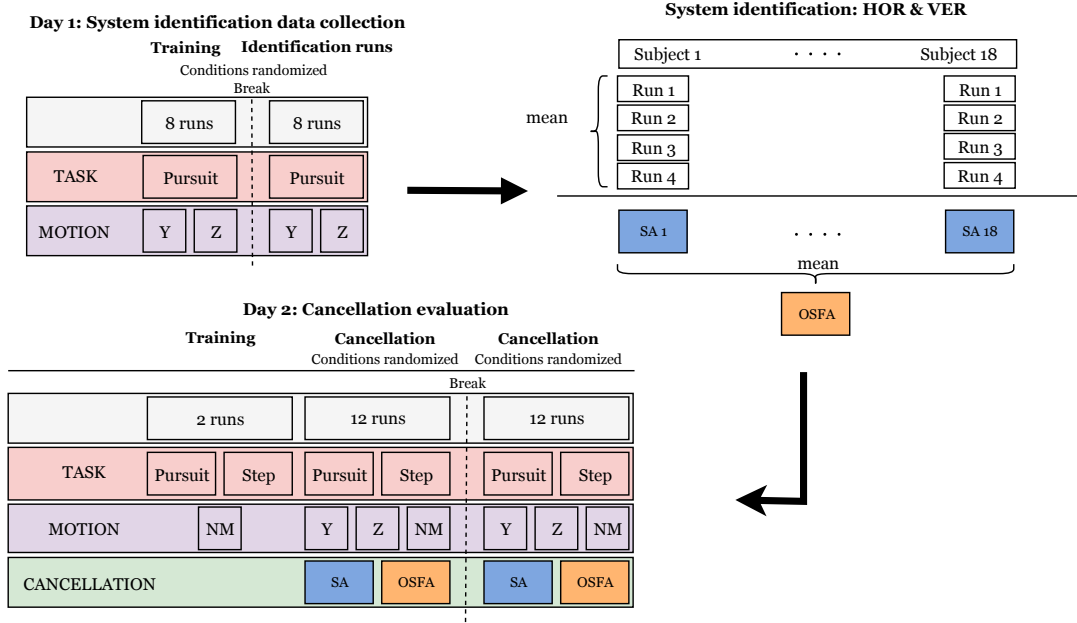 Day 1: System identification data collection
Training Identification runs
Conditions randomized
Break
8 runs 8 runs
TASK Pursuit Pursuit
MOTION Y Z Y Z
System identification: HOR & VER
Subject 1 . . . . Subject 18
mean
Run 1 Run 1
Run 2 Run 2
Run 3 Run 3
Run 4 Run 4
SA 1 . . . . SA 18
mean
OSFA
Day 2: Cancellation evaluation
Training Cancellation Cancellation
Conditions randomized Conditions randomized
Break
2 runs 12 runs 12 runs
TASK Pursuit Step Pursuit Step Pursuit Step
MOTION NM Y Z NM Y Z NM
CANCELLATION SA OSFA SA OSFA